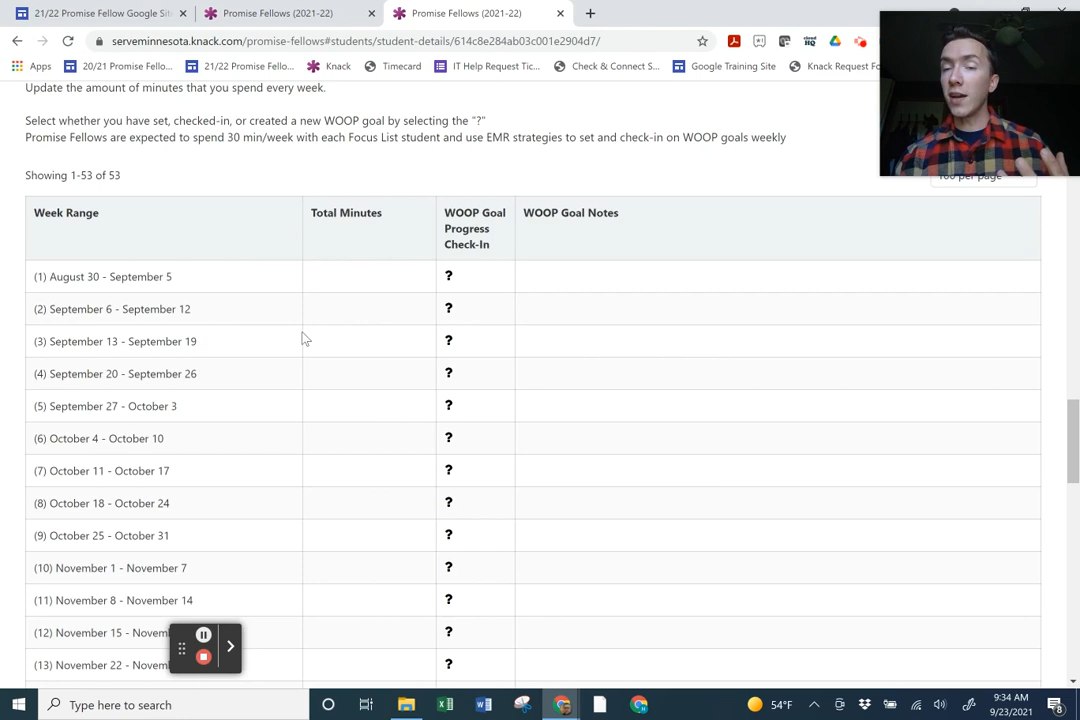 21/22 Promise Fellow Google Sit
Promise Fellows (2021-22)
Promise Fellows (2021-22)
serveminnesota.knack.com/promise-fellows#students/student-details/614c8e284ab03c001e2904d7/
Apps
20/21 Promise Fello...
21/22 Promise Fello...
Knack
Timecard
IT Help Request Tic...
Check & Connect S...
Google Training Site
Knack Request Fo
Update the amount of minutes that you spend every week.
Select whether you have set, checked-in, or created a new WOOP goal by selecting the "?"
Promise Fellows are expected to spend 30 min/week with each Focus List student and use EMR strategies to set and check-in on WOOP goals weekly
Showing 1-53 of 53
100 per page
Week Range
Total Minutes
WOOP Goal
Progress
Check-In
WOOP Goal Notes
(1) August 30 - September 5
?
(2) September 6 - September 12
?
(3) September 13 - September 19
?
(4) September 20 - September 26
?
(5) September 27 - October 3
?
(6) October 4 - October 10
?
(7) October 11 - October 17
?
(8) October 18 - October 24
?
(9) October 25 - October 31
?
(10) November 1 - November 7
?
(11) November 8 - November 14
?
(12) November 15 - Novem
?
(13) November 22 - Novem
?
Type here to search
54°F
9:34 AM
9/23/2021
8